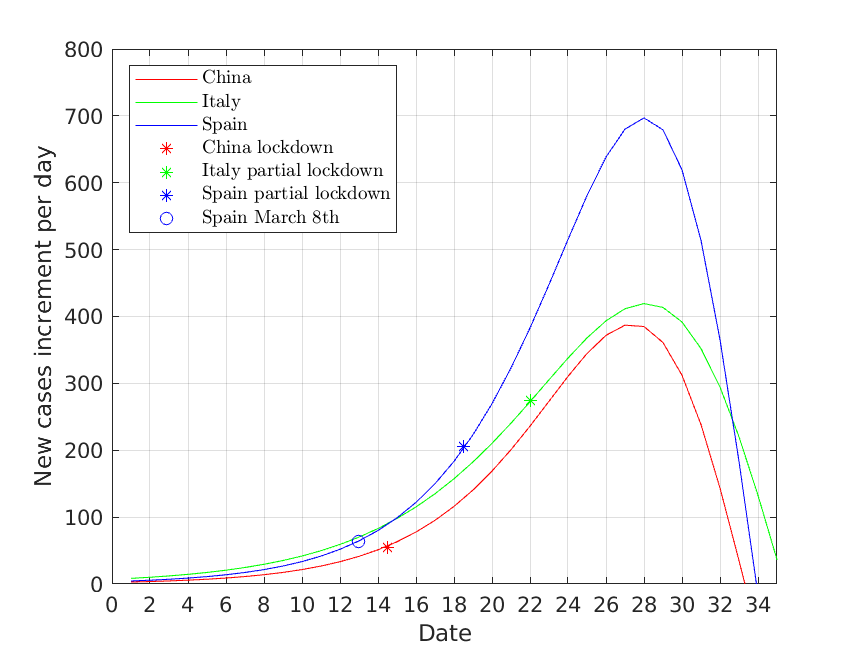 800
700
600
500
400
300
200
100
0
New cases increment per day
China
Italy
Spain
China lockdown
Italy partial lockdown
Spain partial lockdown
Spain March 8th
0 2 4 6 8 10 12 14 16 18 20 22 24 26 28 30 32 34
Date